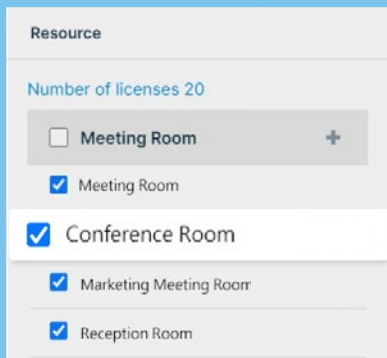 Resource
Number of licenses 20
Meeting Room
Meeting Room
Conference Room
Marketing Meeting Room
Reception Room